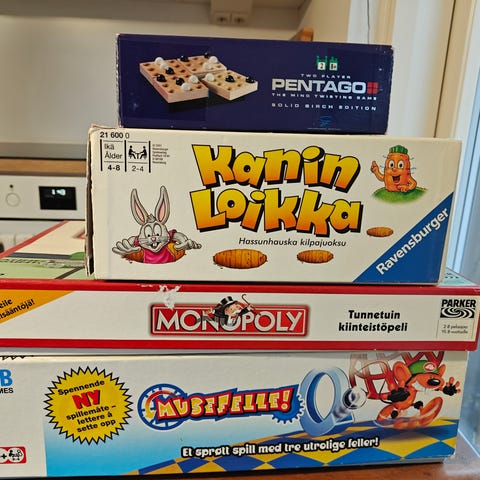 TWO PLAYER
PENTAGO
THE MIND TWISTING GAME
SOLID BIRCH EDITION
21 600 0
Ikä
Ålder
4-8
2-4
Kanin
Loikka
Hassunhauska kilpajuoksu
Ravensburger
MONOPOLY
Tunnetuin
kiinteistöpeli
PARKER
Spennende
NY
spillemåte -
lettere å
sette opp
MUSEFELLE!
Et sprøtt spill med tre utrolige feller!